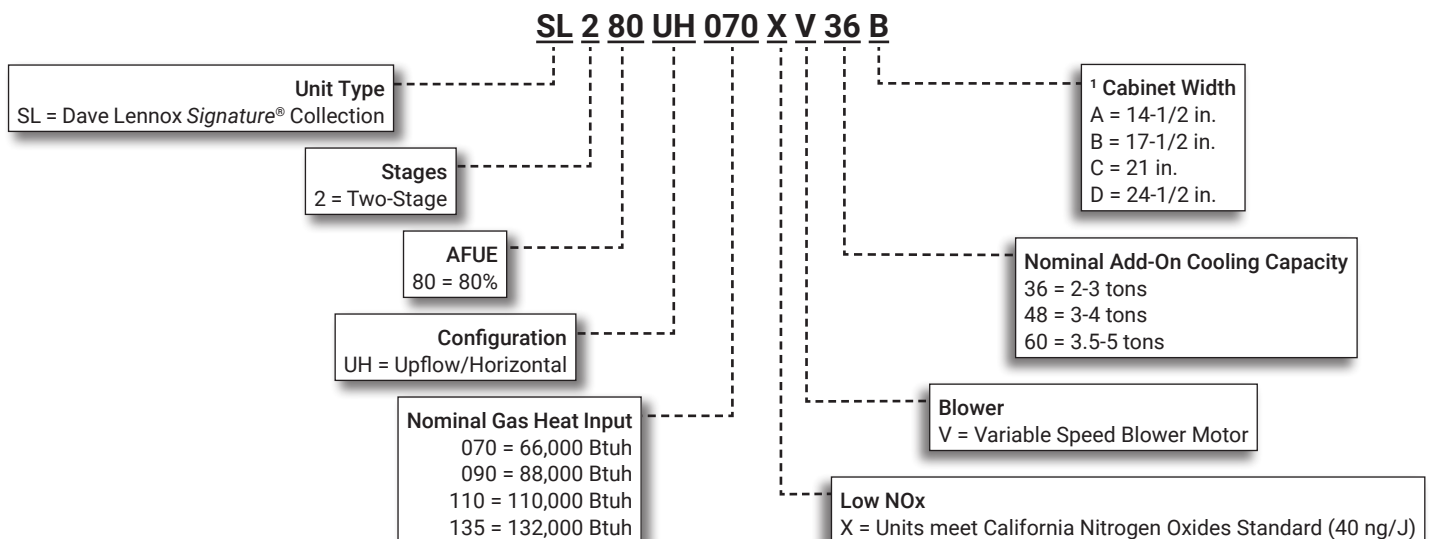 SL 2 80 UH 070 X V 36 B
Unit Type
SL = Dave Lennox Signature® Collection
Stages
2 = Two-Stage
AFUE
80 = 80%
Configuration
UH = Upflow/Horizontal
Nominal Gas Heat Input
070 = 66,000 Btuh
090 = 88,000 Btuh
110 = 110,000 Btuh
135 = 132,000 Btuh
¹ Cabinet Width
A = 14-1/2 in.
B = 17-1/2 in.
C = 21 in.
D = 24-1/2 in.
Nominal Add-On Cooling Capacity
36 = 2-3 tons
48 = 3-4 tons
60 = 3.5-5 tons
Blower
V = Variable Speed Blower Motor
Low NOx
X = Units meet California Nitrogen Oxides Standard (40 ng/J)